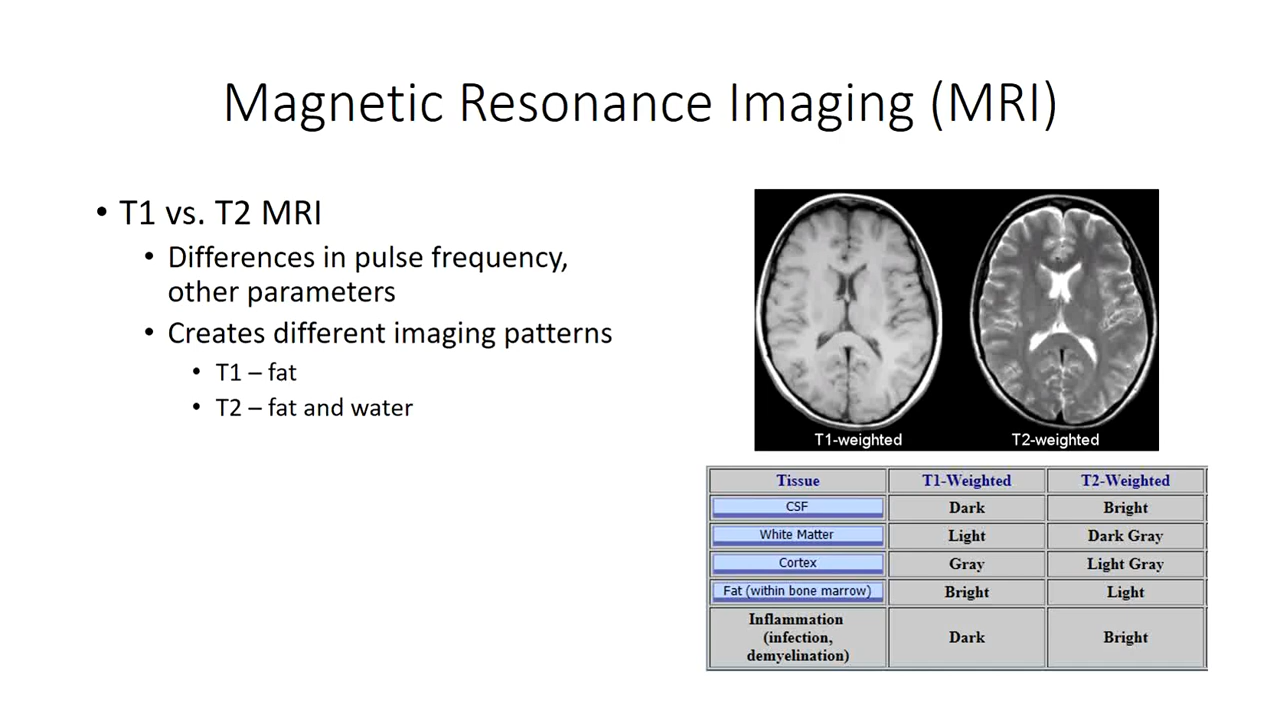 Magnetic Resonance Imaging (MRI)
• T1 vs. T2 MRI
• Differences in pulse frequency,
other parameters
• Creates different imaging patterns
• T1 – fat
• T2 – fat and water
T1-weighted T2-weighted
Tissue T1-Weighted T2-Weighted
CSF Dark Bright
White Matter Light Dark Gray
Cortex Gray Light Gray
Fat (within bone marrow) Bright Light
Inflammation
(infection,
demyelination) Dark Bright